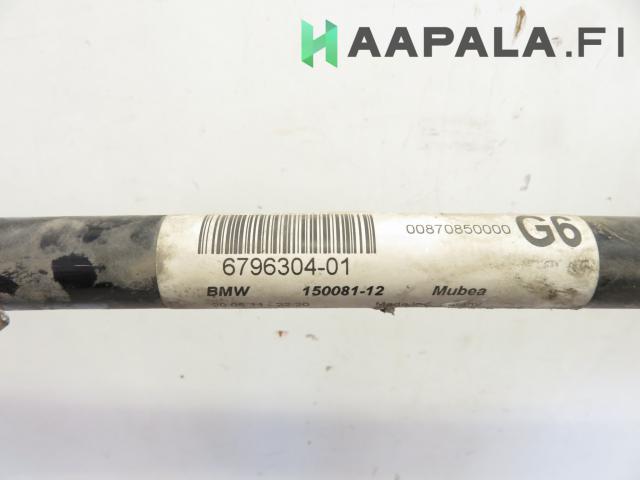 HAAPALA.FI
00870850000 G6
6796304-01
BMW 150081-12 Mubea